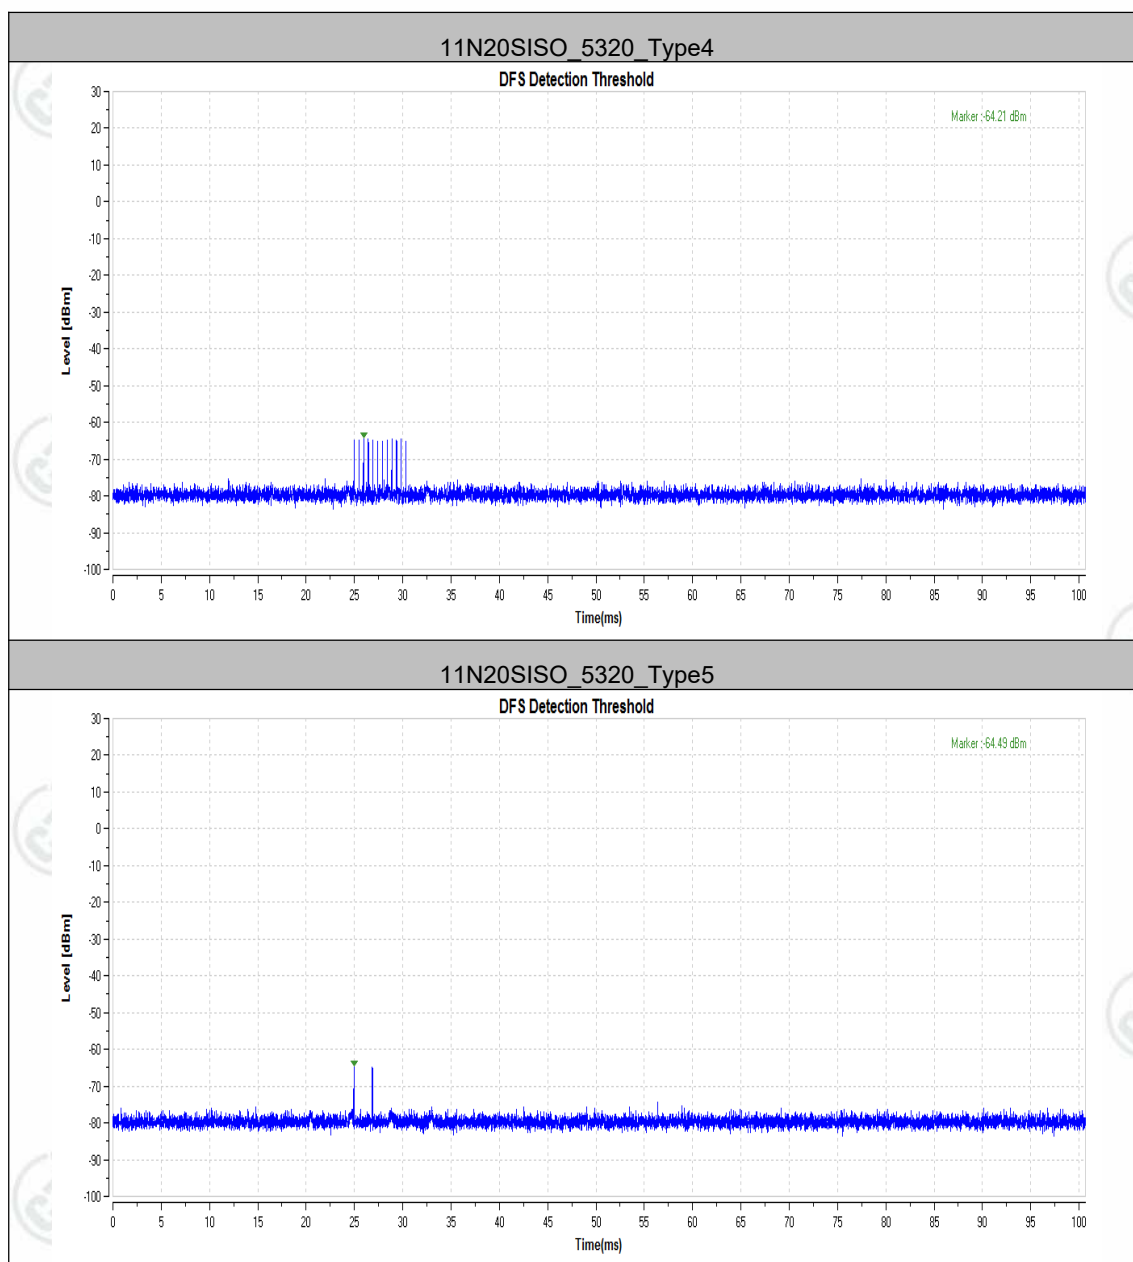 11N20SISO_5320_Type4
DFS Detection Threshold
Marker :-64.21 dBm
30
20
10
0
-10
-20
-30
-40
-50
-60
-70
-80
-90
-100
Level [dBm]
0 5 10 15 20 25 30 35 40 45 50 55 60 65 70 75 80 85 90 95 100
Time(ms)
11N20SISO_5320_Type5
DFS Detection Threshold
Marker :-64.49 dBm
30
20
10
0
-10
-20
-30
-40
-50
-60
-70
-80
-90
-100
Level [dBm]
0 5 10 15 20 25 30 35 40 45 50 55 60 65 70 75 80 85 90 95 100
Time(ms)